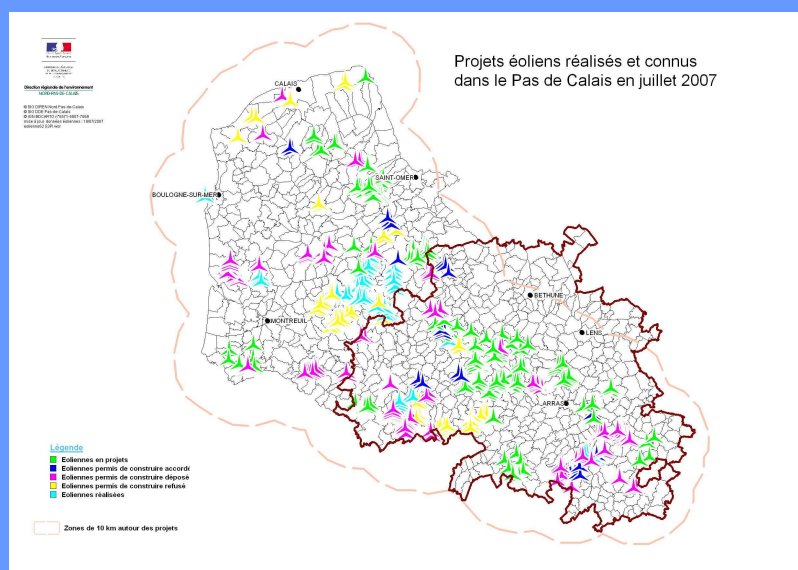 Projets éoliens réalisés et connus
dans le Pas de Calais en juillet 2007
Direction régionale de l'environnement
NORD-PAS-DE-CALAIS
CALAIS
SAINT-OMER
BOULOGNE-SUR-MER
BETHUNE
MONTREUIL
LENS
ARRAS
Légende
Eoliennes en projets
Eoliennes permis de construire accordé
Eoliennes permis de construire déposé
Eoliennes permis de construire refusé
Eoliennes réalisées
Zones de 10 km autour des projets